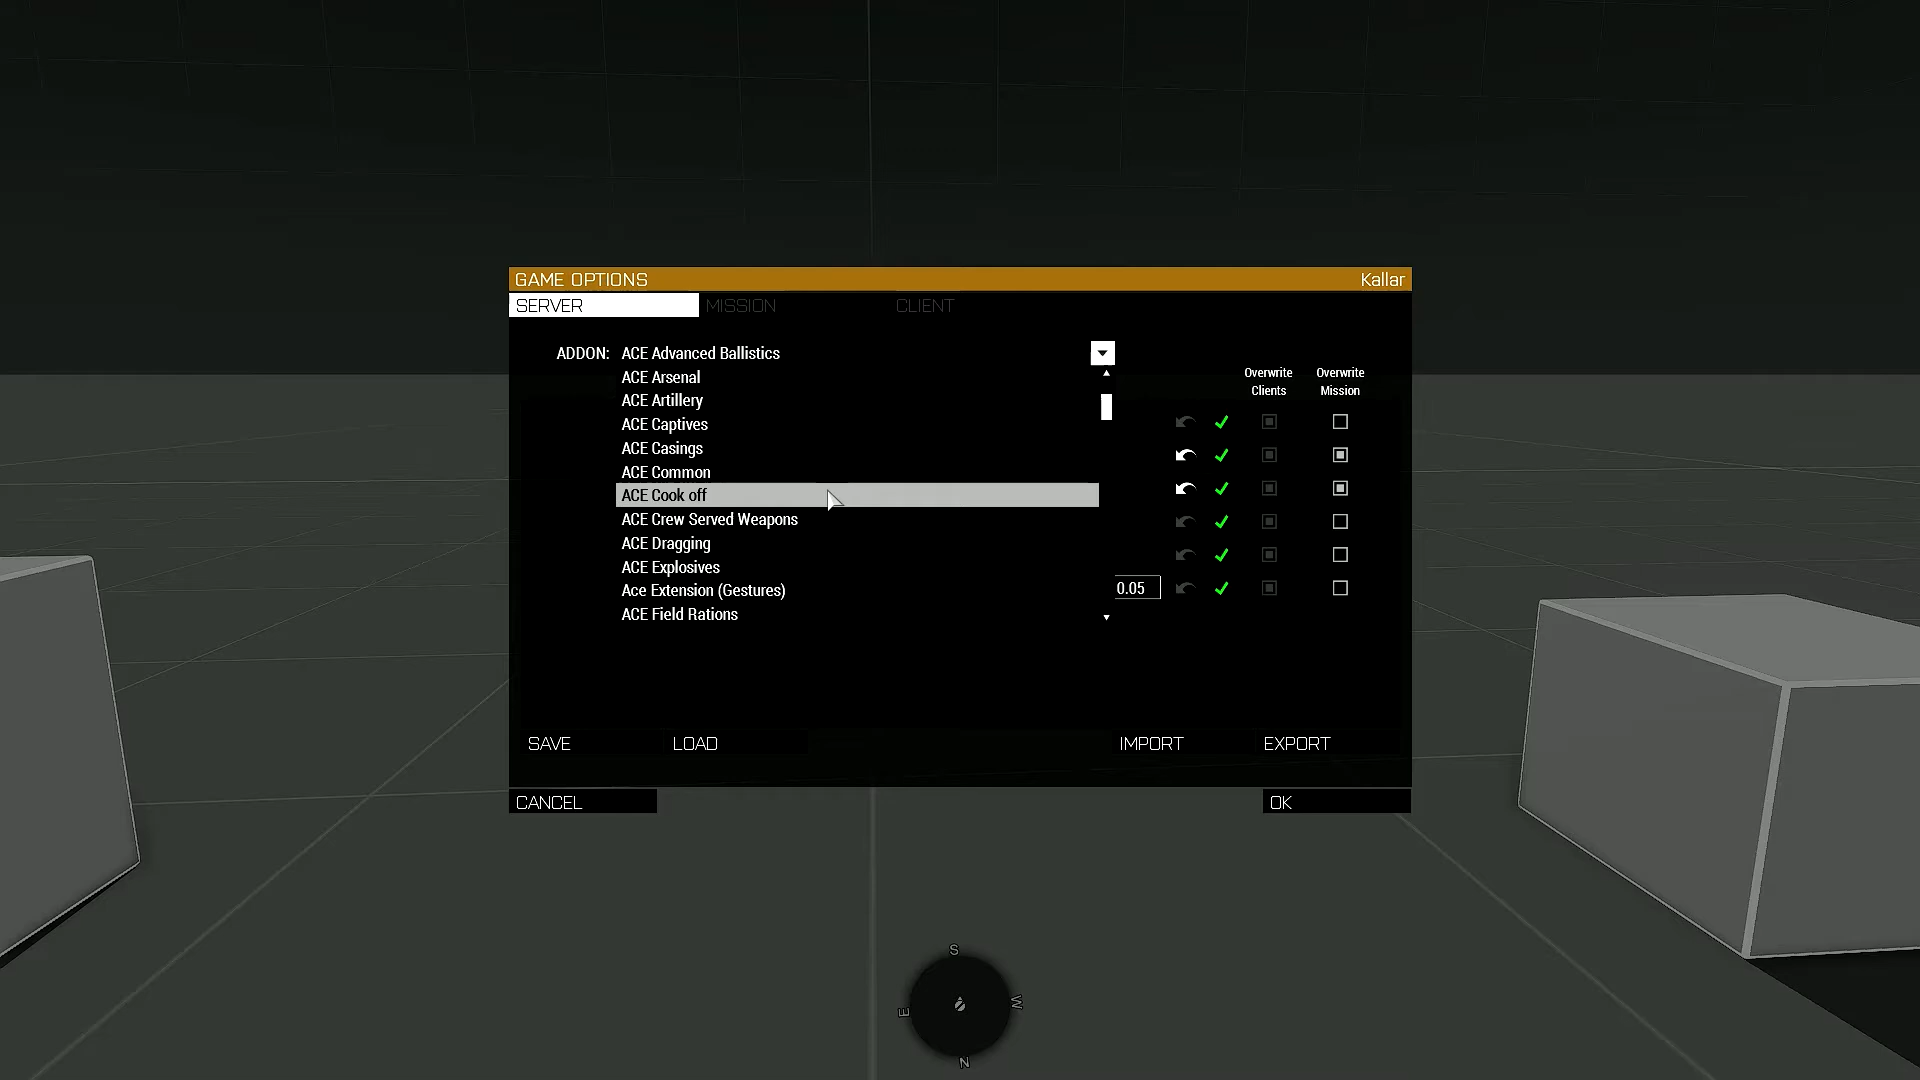 GAME OPTIONS Kallar
SERVER MISSION CLIENT
ADDON: ACE Advanced Ballistics
ACE Arsenal
Overwrite Clients Overwrite Mission
ACE Artillery
ACE Captives
ACE Casings
ACE Common
ACE Cook off
ACE Crew Served Weapons
ACE Dragging
ACE Explosives
Ace Extension (Gestures) 0.05
ACE Field Rations
SAVE LOAD IMPORT EXPORT
CANCEL OK
S
E W
N